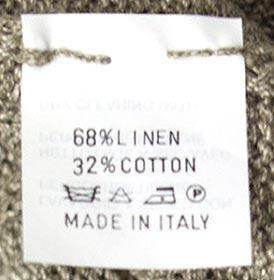 68% LINEN
32% COTTON
P
MADE IN ITALY